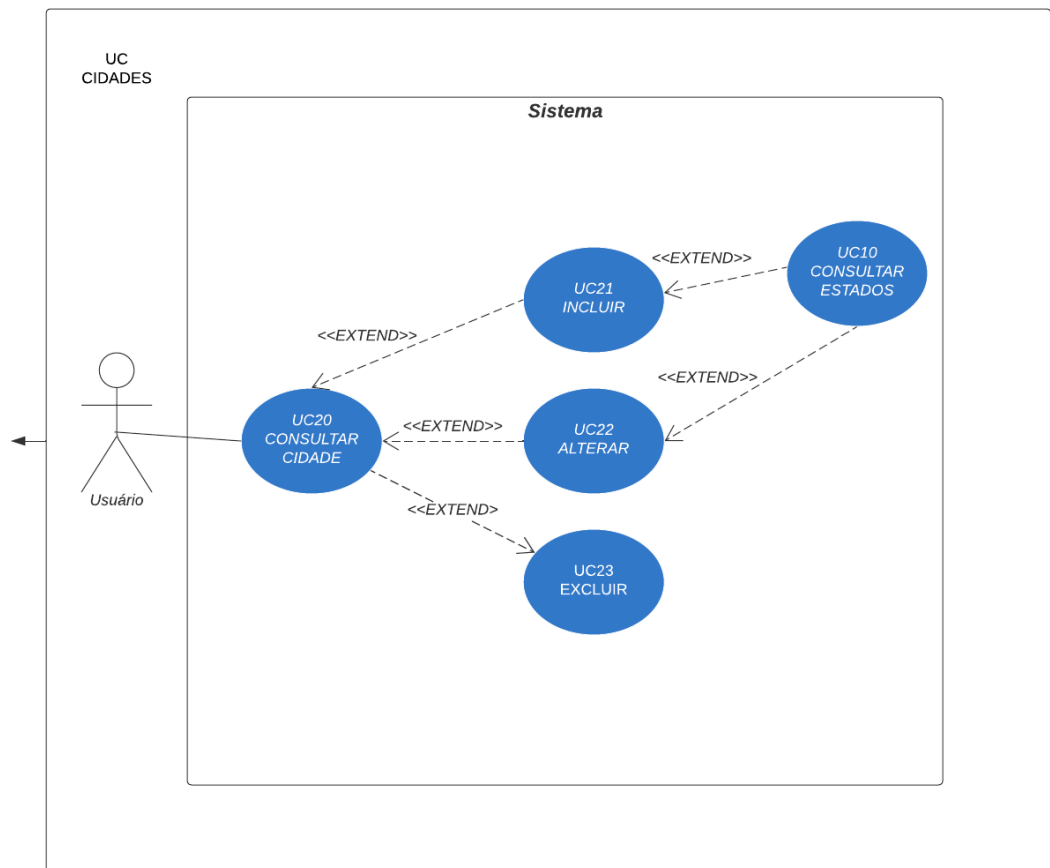 UC
CIDADES
Sistema
UC10
CONSULTAR
ESTADOS
<<EXTEND>>
UC21
INCLUIR
<<EXTEND>>
<<EXTEND>>
UC20
CONSULTAR
CIDADE
<<EXTEND>>
UC22
ALTERAR
Usuário
<<EXTEND>
UC23
EXCLUIR